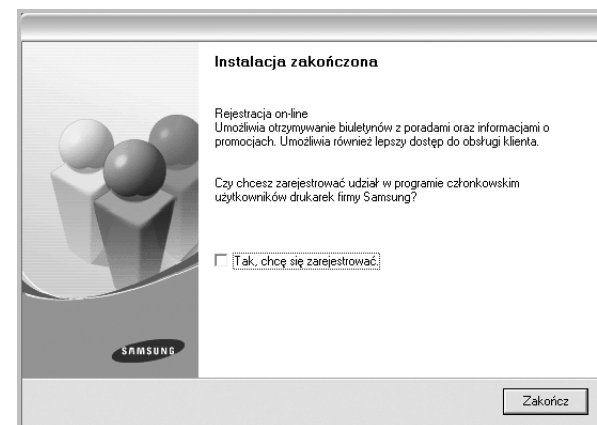 Instalacja zakończona
Rejestracja on-line
Umożliwia otrzymywanie biuletynów z poradami oraz informacjami o
promocjach. Umożliwia również lepszy dostęp do obsługi klienta.
Czy chcesz zarejestrować udział w programie członkowskim
użytkowników drukarek firmy Samsung?
Tak, chcę się zarejestrować.
SAMSUNG
Zakończ